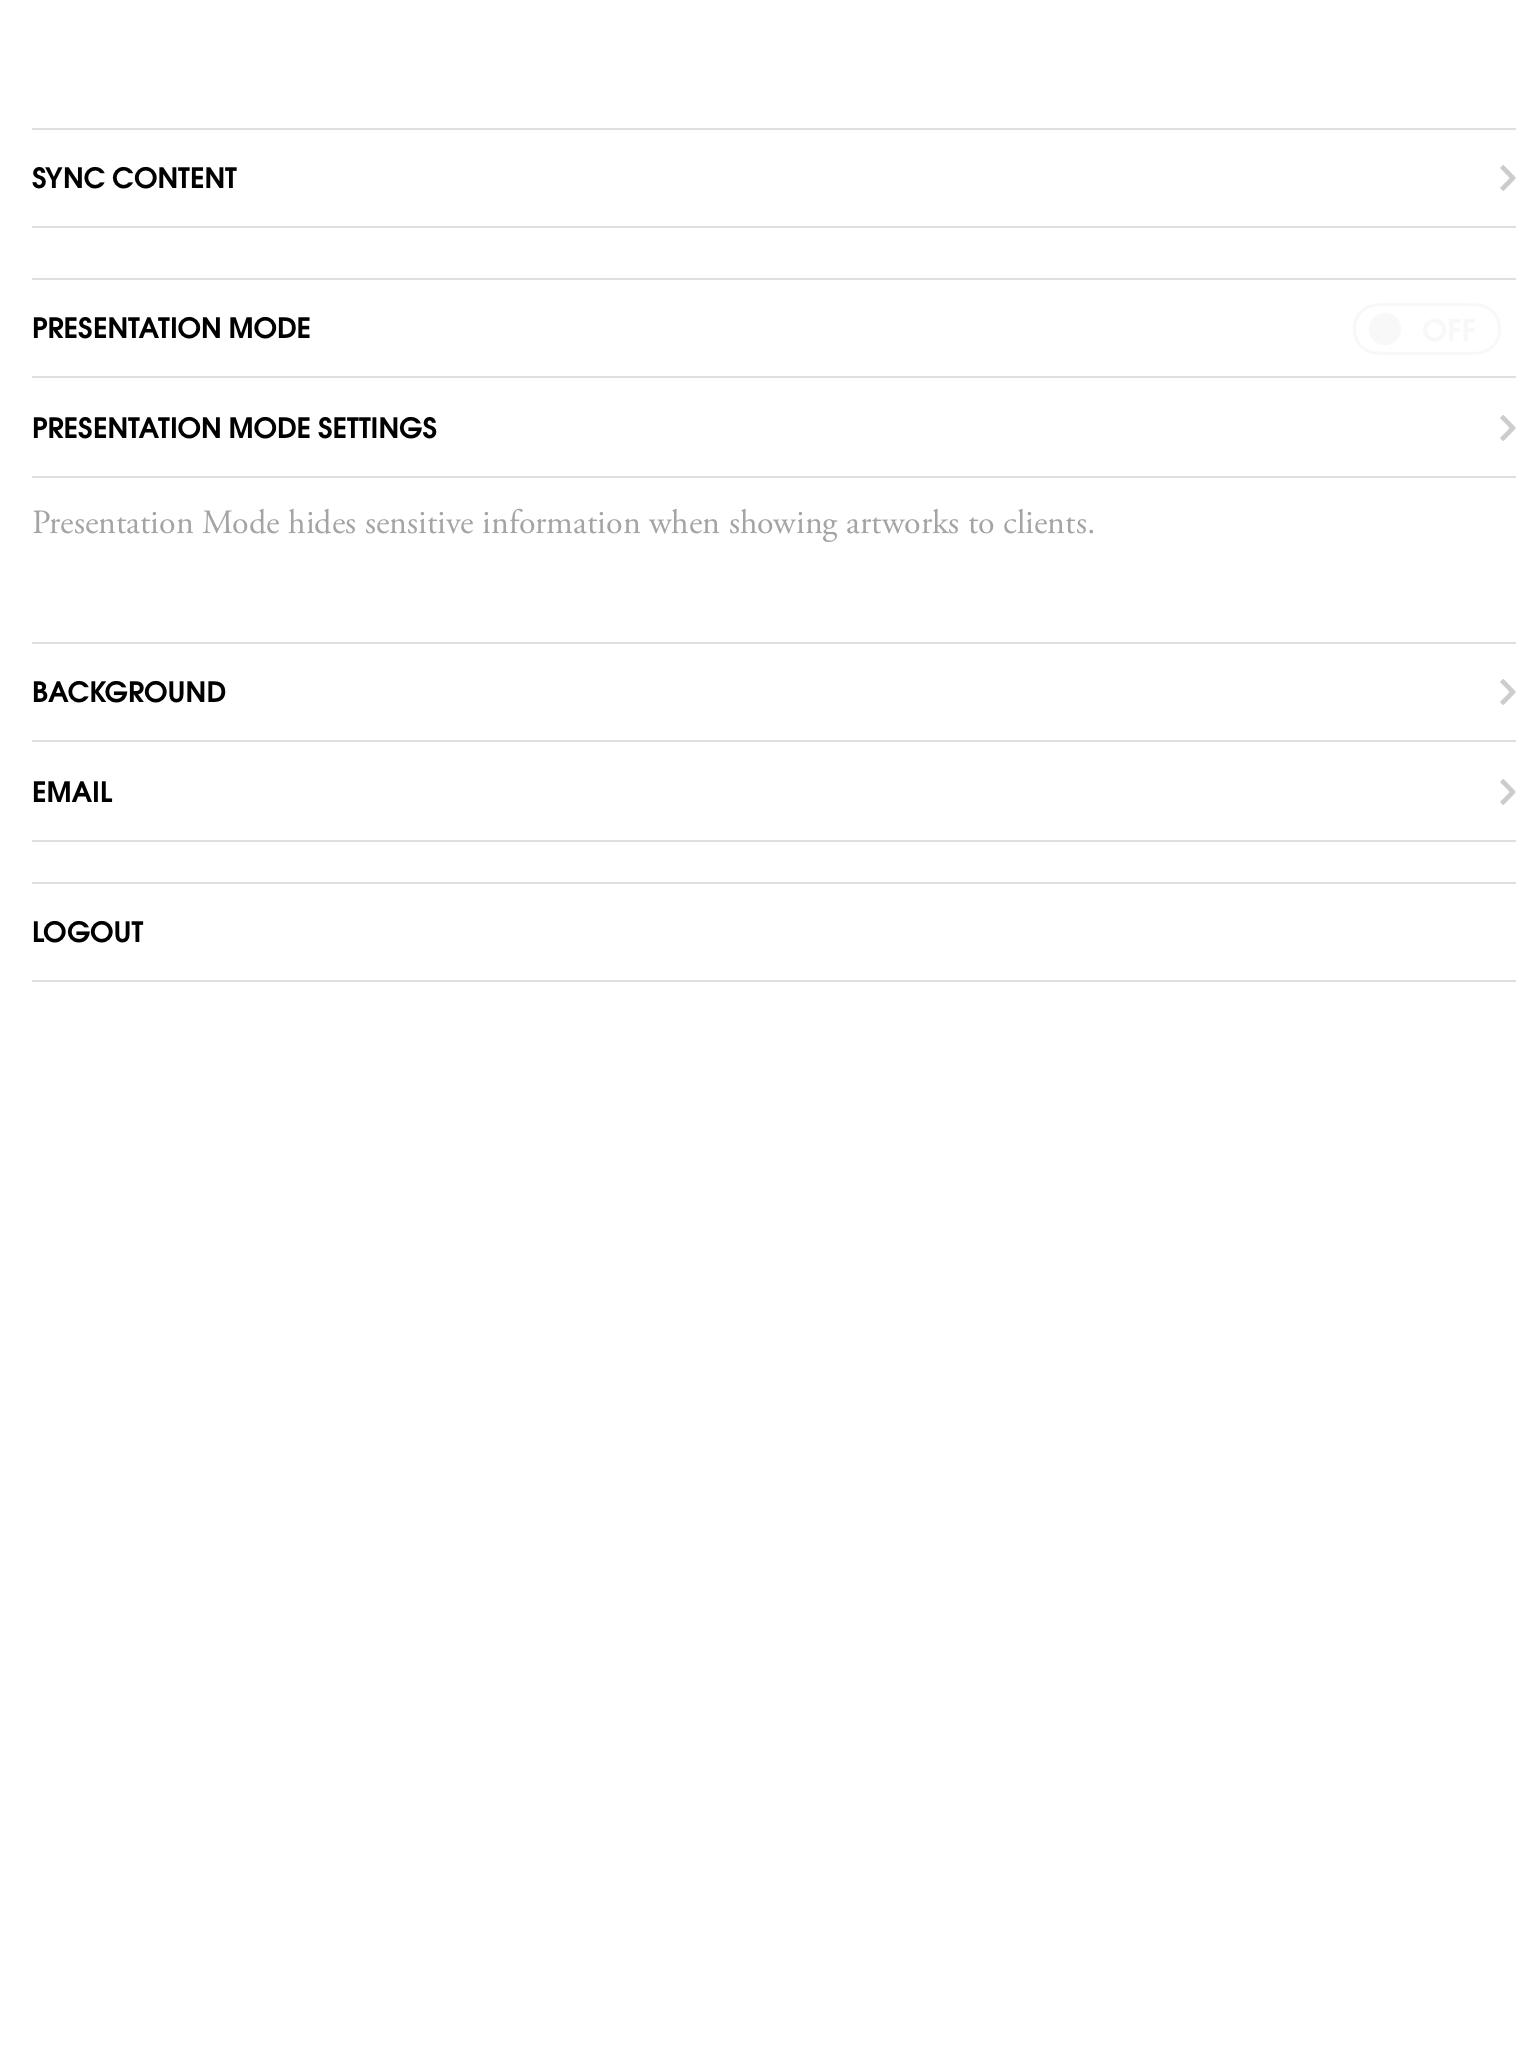 SYNC CONTENT
PRESENTATION MODE
OFF
PRESENTATION MODE SETTINGS
Presentation Mode hides sensitive information when showing artworks to clients.
BACKGROUND
EMAIL
LOGOUT